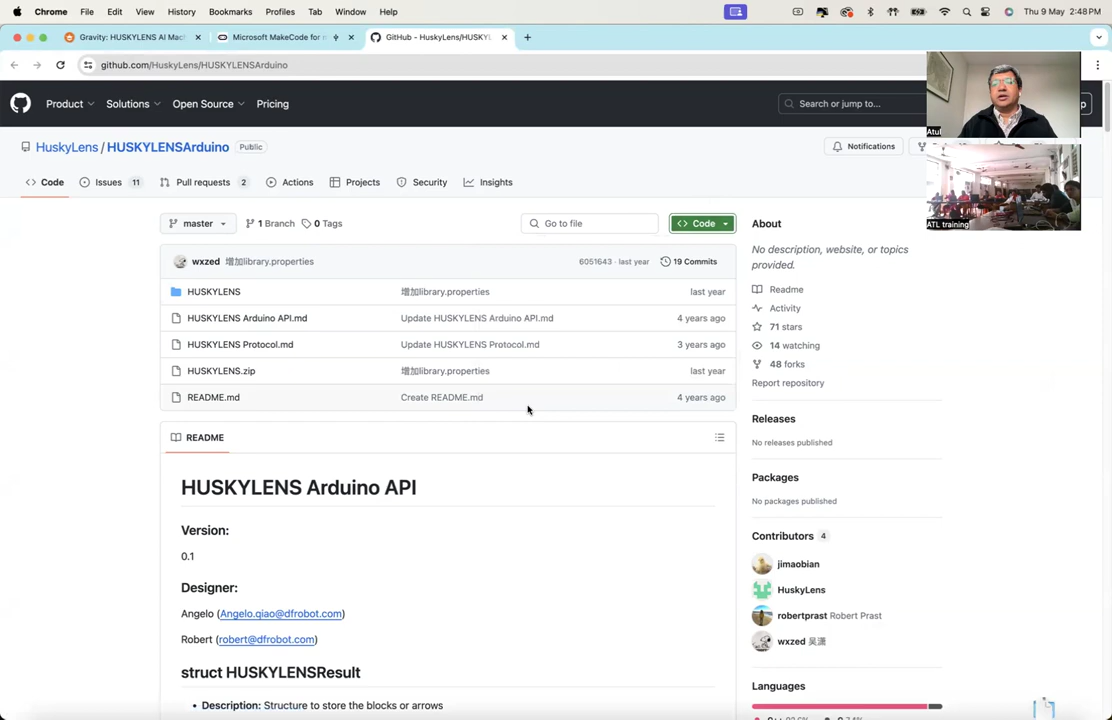 Chrome File Edit View History Bookmarks Profiles Tab Window Help Thu 9 May 2:48 PM
Gravity: HUSKYLENS AI Mach Microsoft MakeCode for m GitHub - HuskyLens/HUSKYL
github.com/HuskyLens/HUSKYLENSArduino
Product Solutions Open Source Pricing Search or jump to...
Atul
HuskyLens / HUSKYLENSArduino Public Notifications
Code Issues 11 Pull requests 2 Actions Projects Security Insights
ATL training
master 1 Branch 0 Tags Go to file Code
wxzed 增加library.properties 6051643 · last year 19 Commits
HUSKYLENS 增加library.properties last year
HUSKYLENS Arduino API.md Update HUSKYLENS Arduino API.md 4 years ago
HUSKYLENS Protocol.md Update HUSKYLENS Protocol.md 3 years ago
HUSKYLENS.zip 增加library.properties last year
README.md Create README.md 4 years ago
README
HUSKYLENS Arduino API
Version:
0.1
Designer:
Angelo (Angelo.qiao@dfrobot.com)
Robert (robert@dfrobot.com)
struct HUSKYLENSResult
• Description: Structure to store the blocks or arrows
About
No description, website, or topics
provided.
Readme
Activity
71 stars
14 watching
48 forks
Report repository
Releases
No releases published
Packages
No packages published
Contributors 4
jimaobian
HuskyLens
robertprast Robert Prast
wxzed 吴潇
Languages